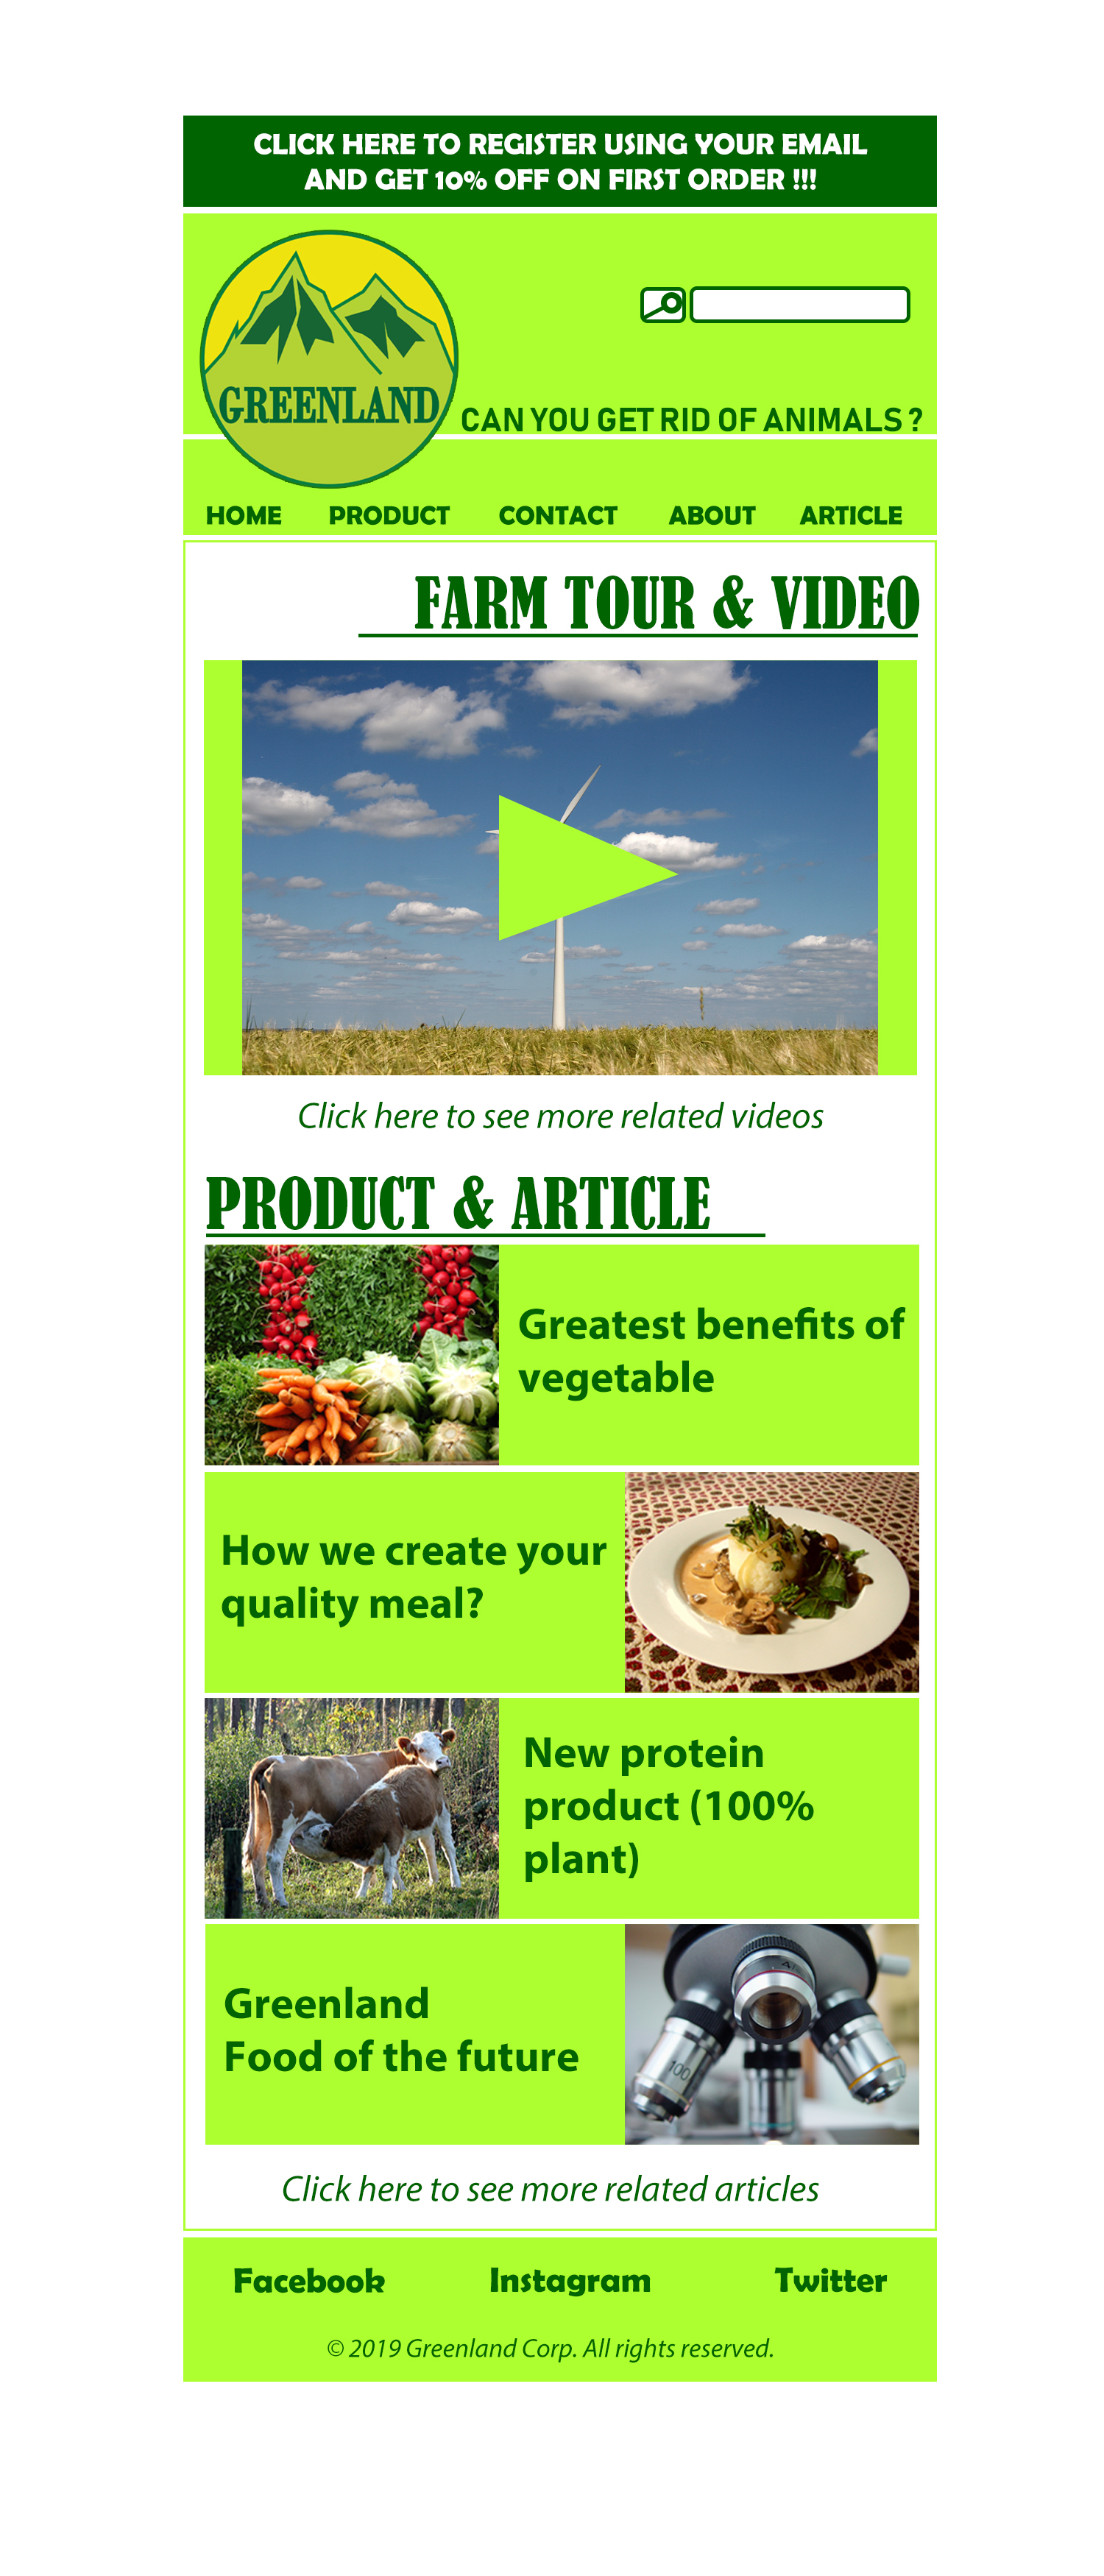 CLICK HERE TO REGISTER USING YOUR EMAIL
AND GET 10% OFF ON FIRST ORDER !!!
GREENLAND
CAN YOU GET RID OF ANIMALS ?
HOME PRODUCT CONTACT ABOUT ARTICLE
FARM TOUR & VIDEO
Click here to see more related videos
PRODUCT & ARTICLE
Greatest benefits of
vegetable
How we create your
quality meal?
New protein
product (100%
plant)
Greenland
Food of the future
4
100
Click here to see more related articles
Facebook Instagram Twitter
© 2019 Greenland Corp. All rights reserved.